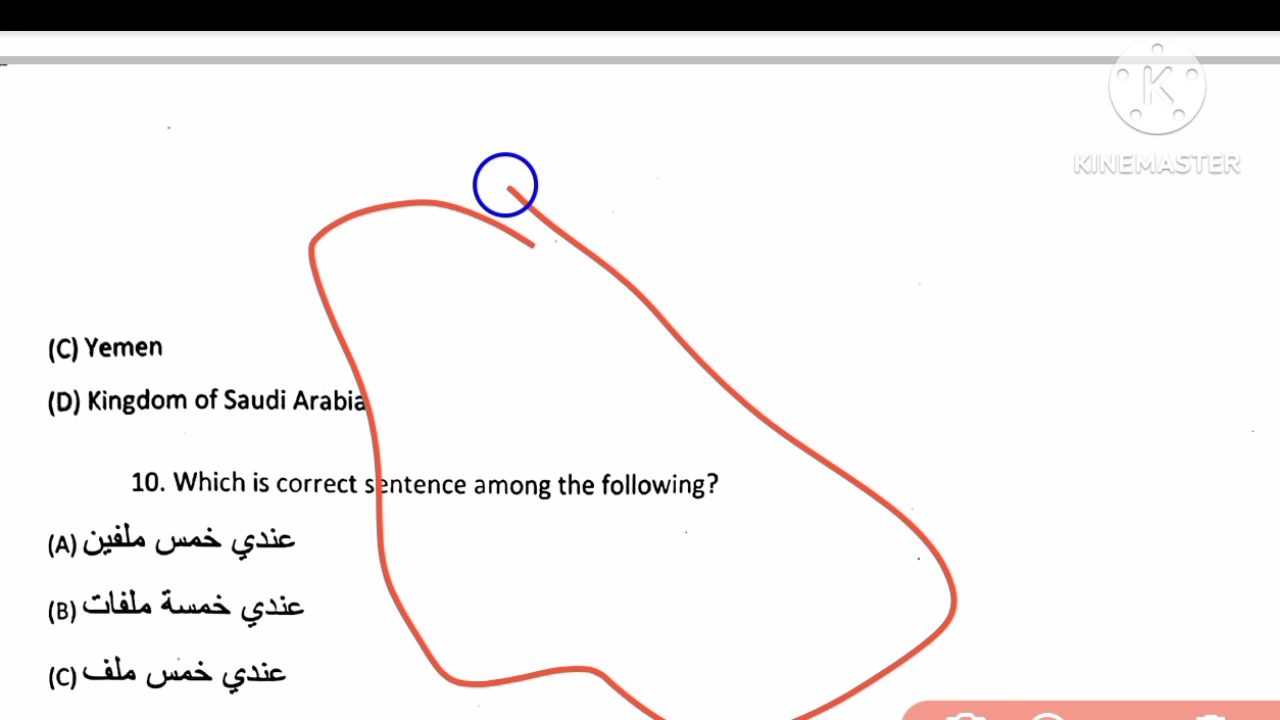 K
KINEMASTER
(C) Yemen
(D) Kingdom of Saudi Arabia
10. Which is correct sentence among the following?
(A) عندي خمس ملفين
(B) عندي خمسة ملفات
(C) عندي خمس ملف